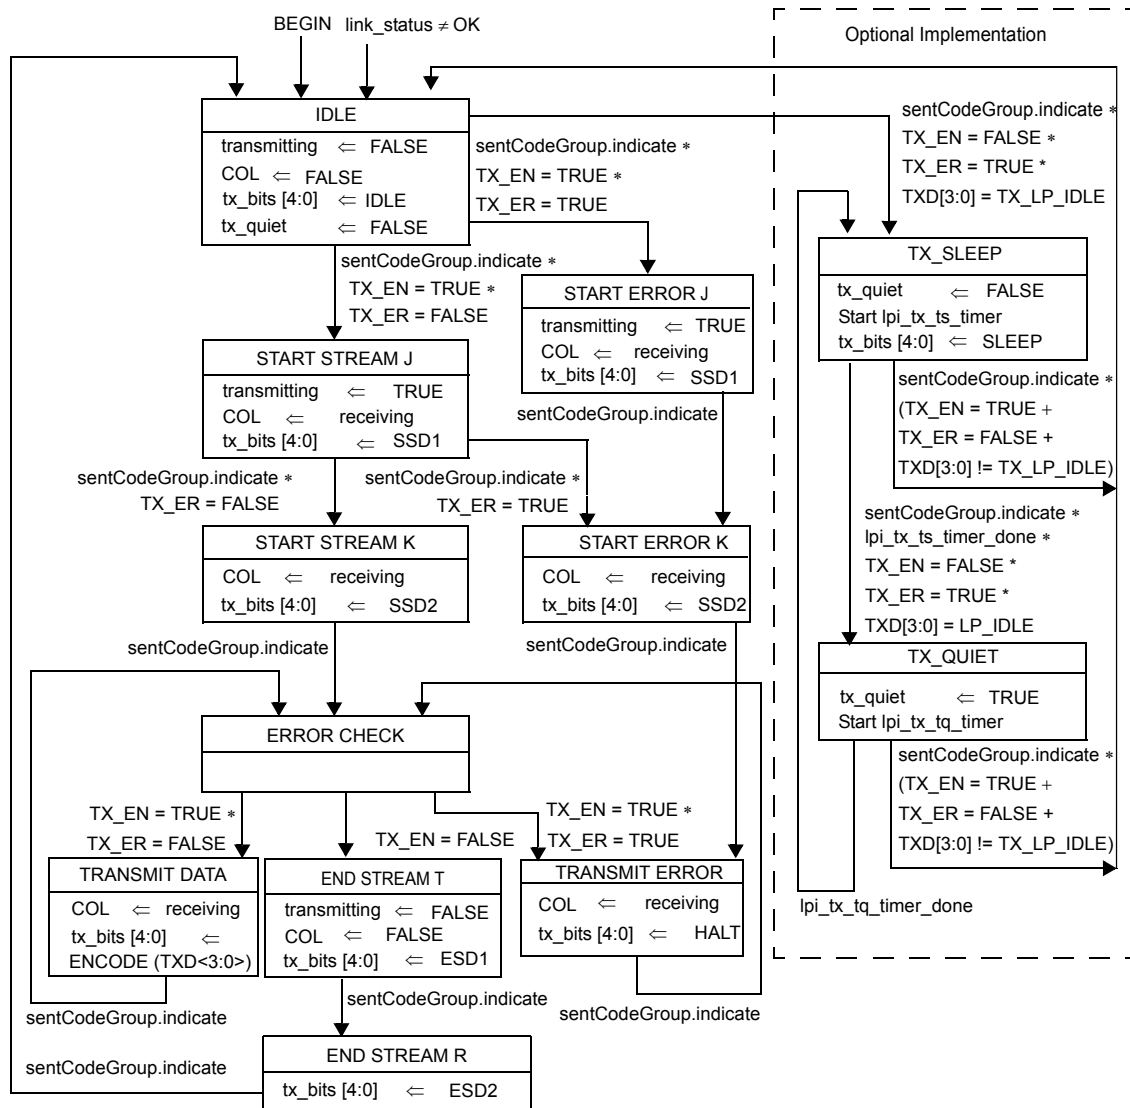 BEGIN link_status ≠ OK
Optional Implementation
IDLE
transmitting ⇐ FALSE
COL ⇐ FALSE
tx_bits [4:0] ⇐ IDLE
tx_quiet ⇐ FALSE
sentCodeGroup.indicate *
TX_EN = TRUE *
TX_ER = TRUE
sentCodeGroup.indicate *
TX_EN = FALSE *
TX_ER = TRUE *
TXD[3:0] = TX_LP_IDLE
sentCodeGroup.indicate *
TX_EN = TRUE *
TX_ER = FALSE
START ERROR J
transmitting ⇐ TRUE
COL ⇐ receiving
tx_bits [4:0] ⇐ SSD1
TX_SLEEP
tx_quiet ⇐ FALSE
Start lpi_tx_ts_timer
tx_bits [4:0] ⇐ SLEEP
START STREAM J
transmitting ⇐ TRUE
COL ⇐ receiving
tx_bits [4:0] ⇐ SSD1
sentCodeGroup.indicate
sentCodeGroup.indicate *
(TX_EN = TRUE +
TX_ER = FALSE +
TXD[3:0] != TX_LP_IDLE)
sentCodeGroup.indicate *
TX_ER = FALSE
sentCodeGroup.indicate *
TX_ER = TRUE
START STREAM K
COL ⇐ receiving
tx_bits [4:0] ⇐ SSD2
START ERROR K
COL ⇐ receiving
tx_bits [4:0] ⇐ SSD2
sentCodeGroup.indicate *
lpi_tx_ts_timer_done *
TX_EN = FALSE *
TX_ER = TRUE *
TXD[3:0] = LP_IDLE
sentCodeGroup.indicate
sentCodeGroup.indicate
TX_QUIET
tx_quiet ⇐ TRUE
Start lpi_tx_tq_timer
ERROR CHECK
sentCodeGroup.indicate *
(TX_EN = TRUE +
TX_ER = FALSE +
TXD[3:0] != TX_LP_IDLE)
TX_EN = TRUE *
TX_ER = FALSE
TX_EN = FALSE
TX_EN = TRUE *
TX_ER = TRUE
TRANSMIT DATA
COL ⇐ receiving
tx_bits [4:0] ⇐
ENCODE (TXD<3:0>)
END STREAM T
transmitting ⇐ FALSE
COL ⇐ FALSE
tx_bits [4:0] ⇐ ESD1
TRANSMIT ERROR
COL ⇐ receiving
tx_bits [4:0] ⇐ HALT
lpi_tx_tq_timer_done
sentCodeGroup.indicate
sentCodeGroup.indicate
sentCodeGroup.indicate
END STREAM R
tx_bits [4:0] ⇐ ESD2
sentCodeGroup.indicate